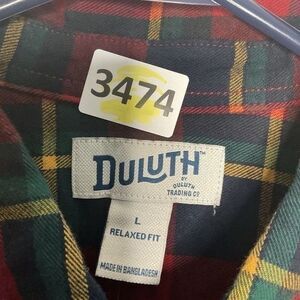 3474
DULUTH
BY
DULUTH
TRADING CO
L
RELAXED FIT
MADE IN BANGLADESH